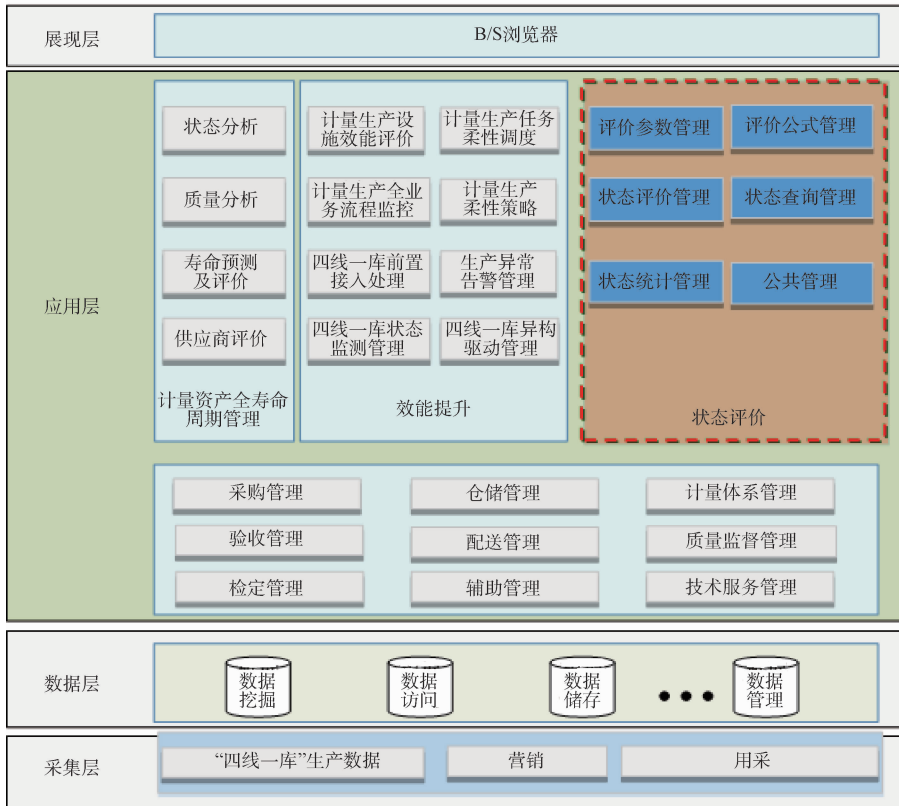 展现层
B/S浏览器
应用层
状态分析
质量分析
寿命预测
及评价
供应商评价
计量资产全寿命
周期管理
计量生产设
施效能评价
计量生产任务
柔性调度
计量生产全业
务流程监控
计量生产
柔性策略
四线一库前置
接入处理
生产异常
告警管理
四线一库状态
监测管理
四线一库异构
驱动管理
效能提升
评价参数管理
评价公式管理
状态评价管理
状态查询管理
状态统计管理
公共管理
状态评价
采购管理
仓储管理
计量体系管理
验收管理
配送管理
质量监督管理
检定管理
辅助管理
技术服务管理
数据层
数据
挖掘
数据
访问
数据
储存
•••
数据
管理
采集层
“四线一库”生产数据
营销
用采